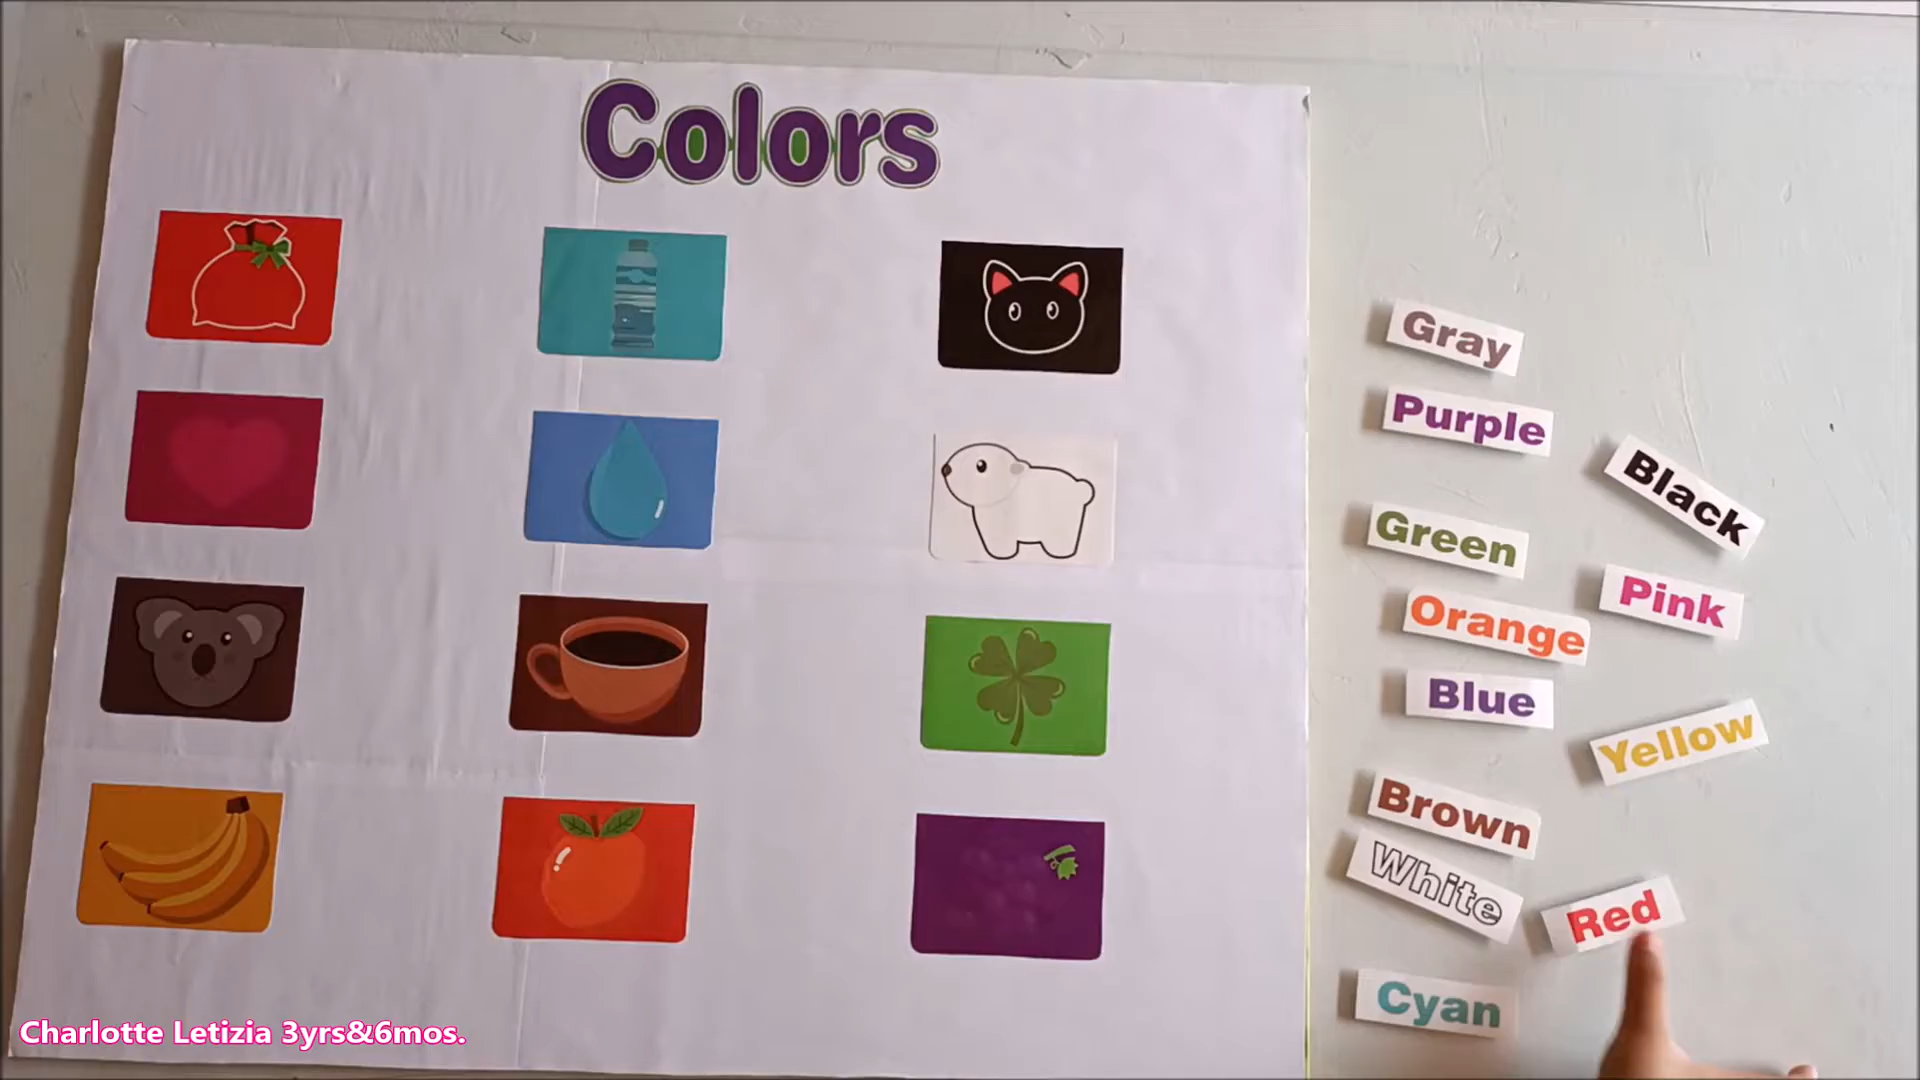 Colors
Gray
Purple
Black
Green
Pink
Orange
Blue
Yellow
Brown
White
Red
Cyan
Charlotte Letizia 3yrs&6mos.